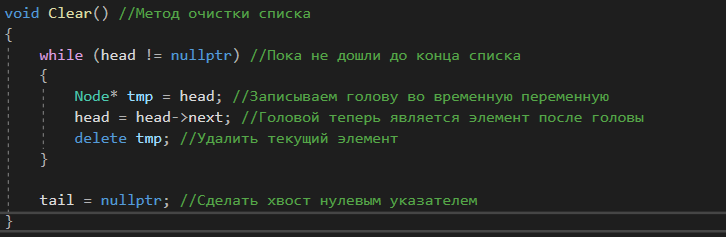 void Clear() //Метод очистки списка
{
while (head != nullptr) //Пока не дошли до конца списка
{
Node* tmp = head; //Записываем голову во временную переменную
head = head->next; //Головой теперь является элемент после головы
delete tmp; //Удалить текущий элемент
}
tail = nullptr; //Сделать хвост нулевым указателем
}